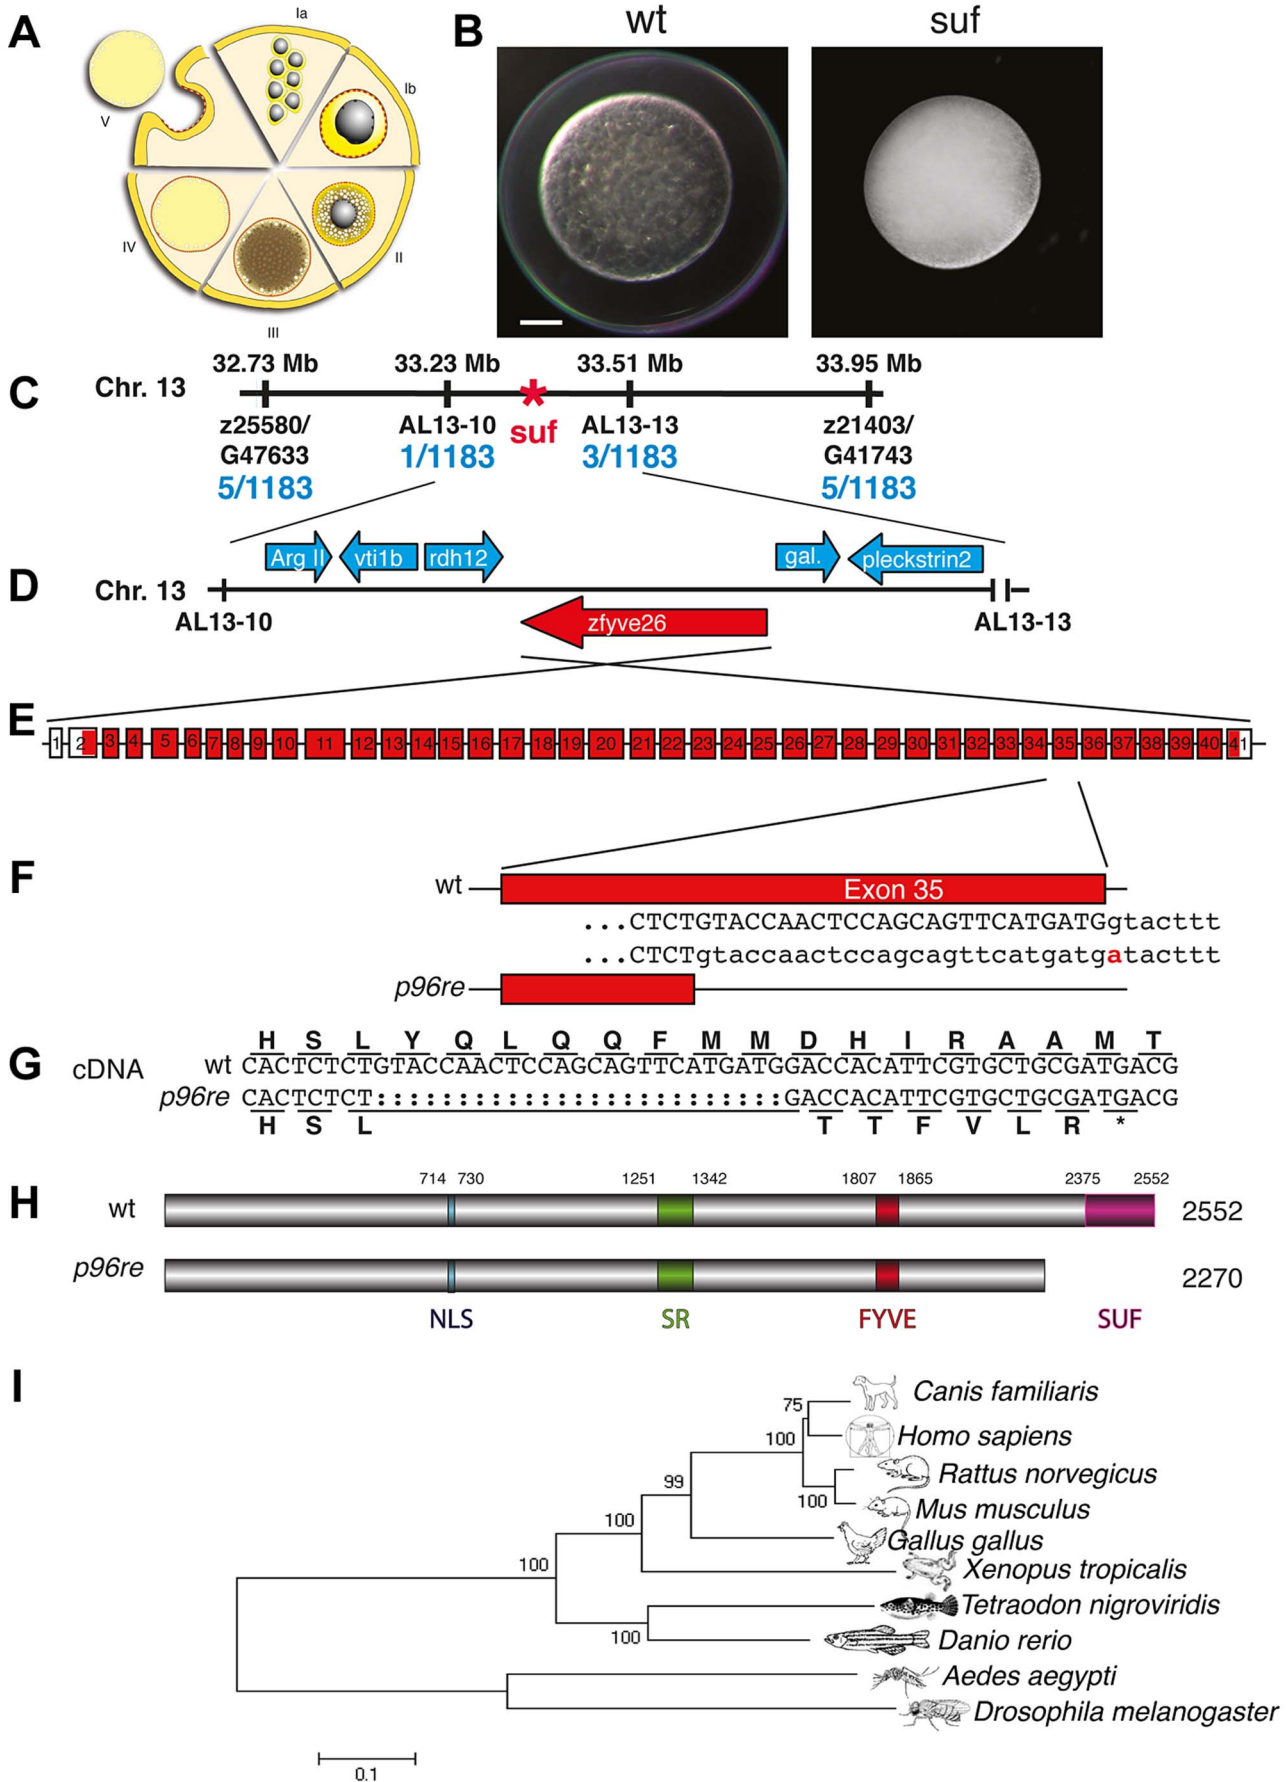 A
Ia
Ib
II
III
IV
V
B
wt
suf
C
Chr. 13
32.73 Mb 33.23 Mb 33.51 Mb 33.95 Mb
z25580/ AL13-10 suf AL13-13 z21403/
G47633 1/1183 3/1183 G41743
5/1183 5/1183
D
Arg II vti1b rdh12 gal. pleckstrin2
Chr. 13
AL13-10 zfyve26 AL13-13
E
1 2 3 4 5 6 7 8 9 10 11 12 13 14 15 16 17 18 19 20 21 22 23 24 25 26 27 28 29 30 31 32 33 34 35 36 37 38 39 40 41
F
wt Exon 35
...CTCTGTACCAACTCCAGCAGTTCATGATGgtacttt
...CTCTgtaccaactccagcagttcatgatgatacttt
p96re
G
H S L Y Q L Q Q F M M D H I R A A M T
cDNA wt CACTCTCTGTACCAACTCCAGCAGTTCATGATGGACCACATTCGTGCTGCGATGACG
p96re CACTCTCT:::::::::::::::::::::::::GACCACATTCGTGCTGCGATGACG
H S L T T F V L R *
H
714 730 1251 1342 1807 1865 2375 2552
wt 2552
p96re 2270
NLS SR FYVE SUF
I
75 Canis familiaris
100 Homo sapiens
Rattus norvegicus
99 100 Mus musculus
100 Gallus gallus
100 Xenopus tropicalis
Tetraodon nigroviridis
100 Danio rerio
Aedes aegypti
Drosophila melanogaster
0.1